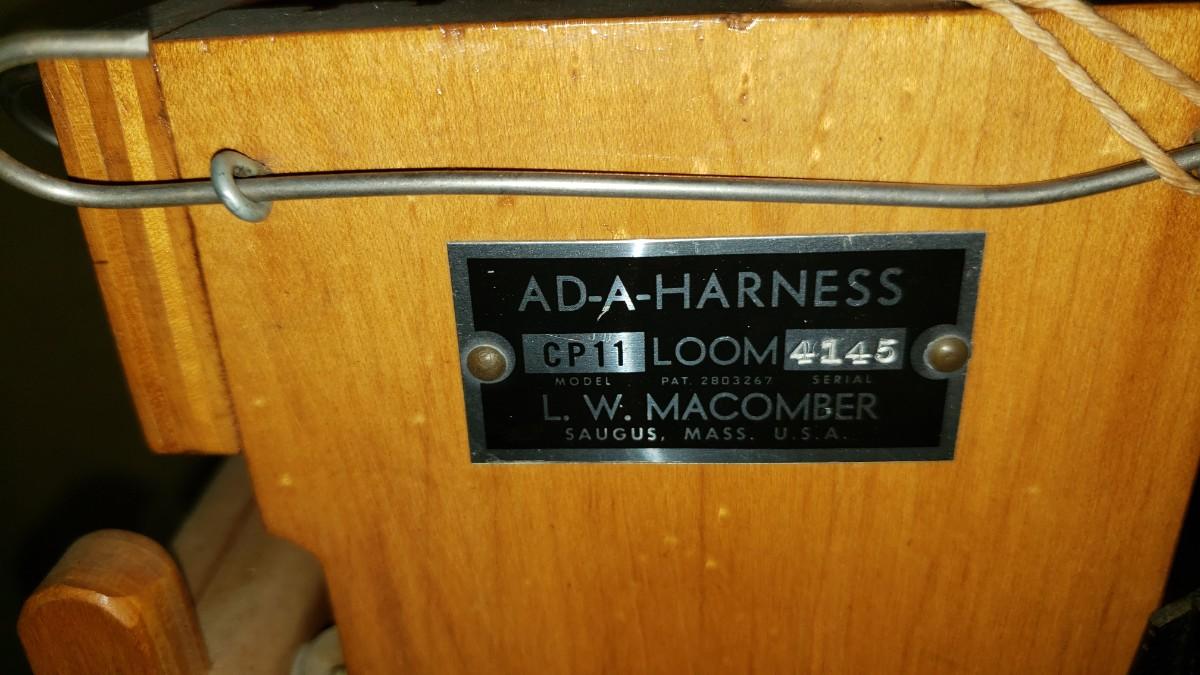 AD-A-HARNESS
CP11 LOOM 4145
MODEL PAT. 2803267 SERIAL
L. W. MACOMBER
SAUGUS, MASS. U.S.A.